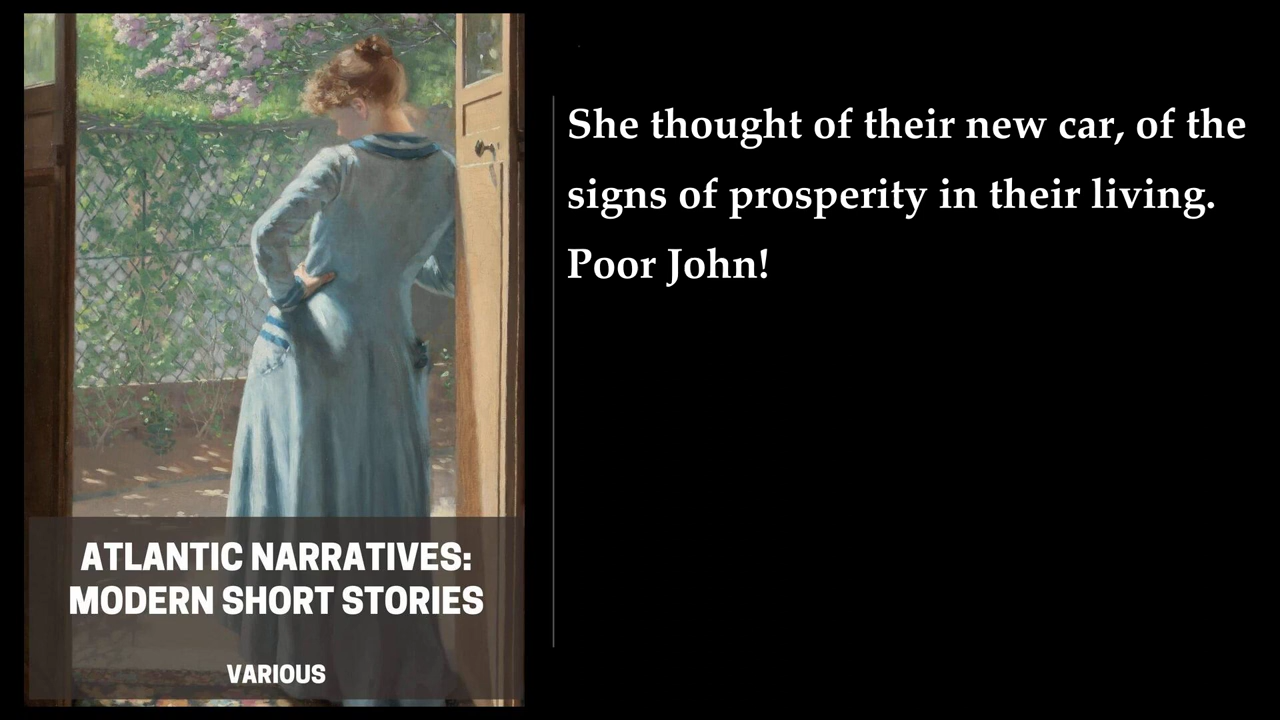 She thought of their new car, of the
signs of prosperity in their living.
Poor John!
ATLANTIC NARRATIVES:
MODERN SHORT STORIES
VARIOUS